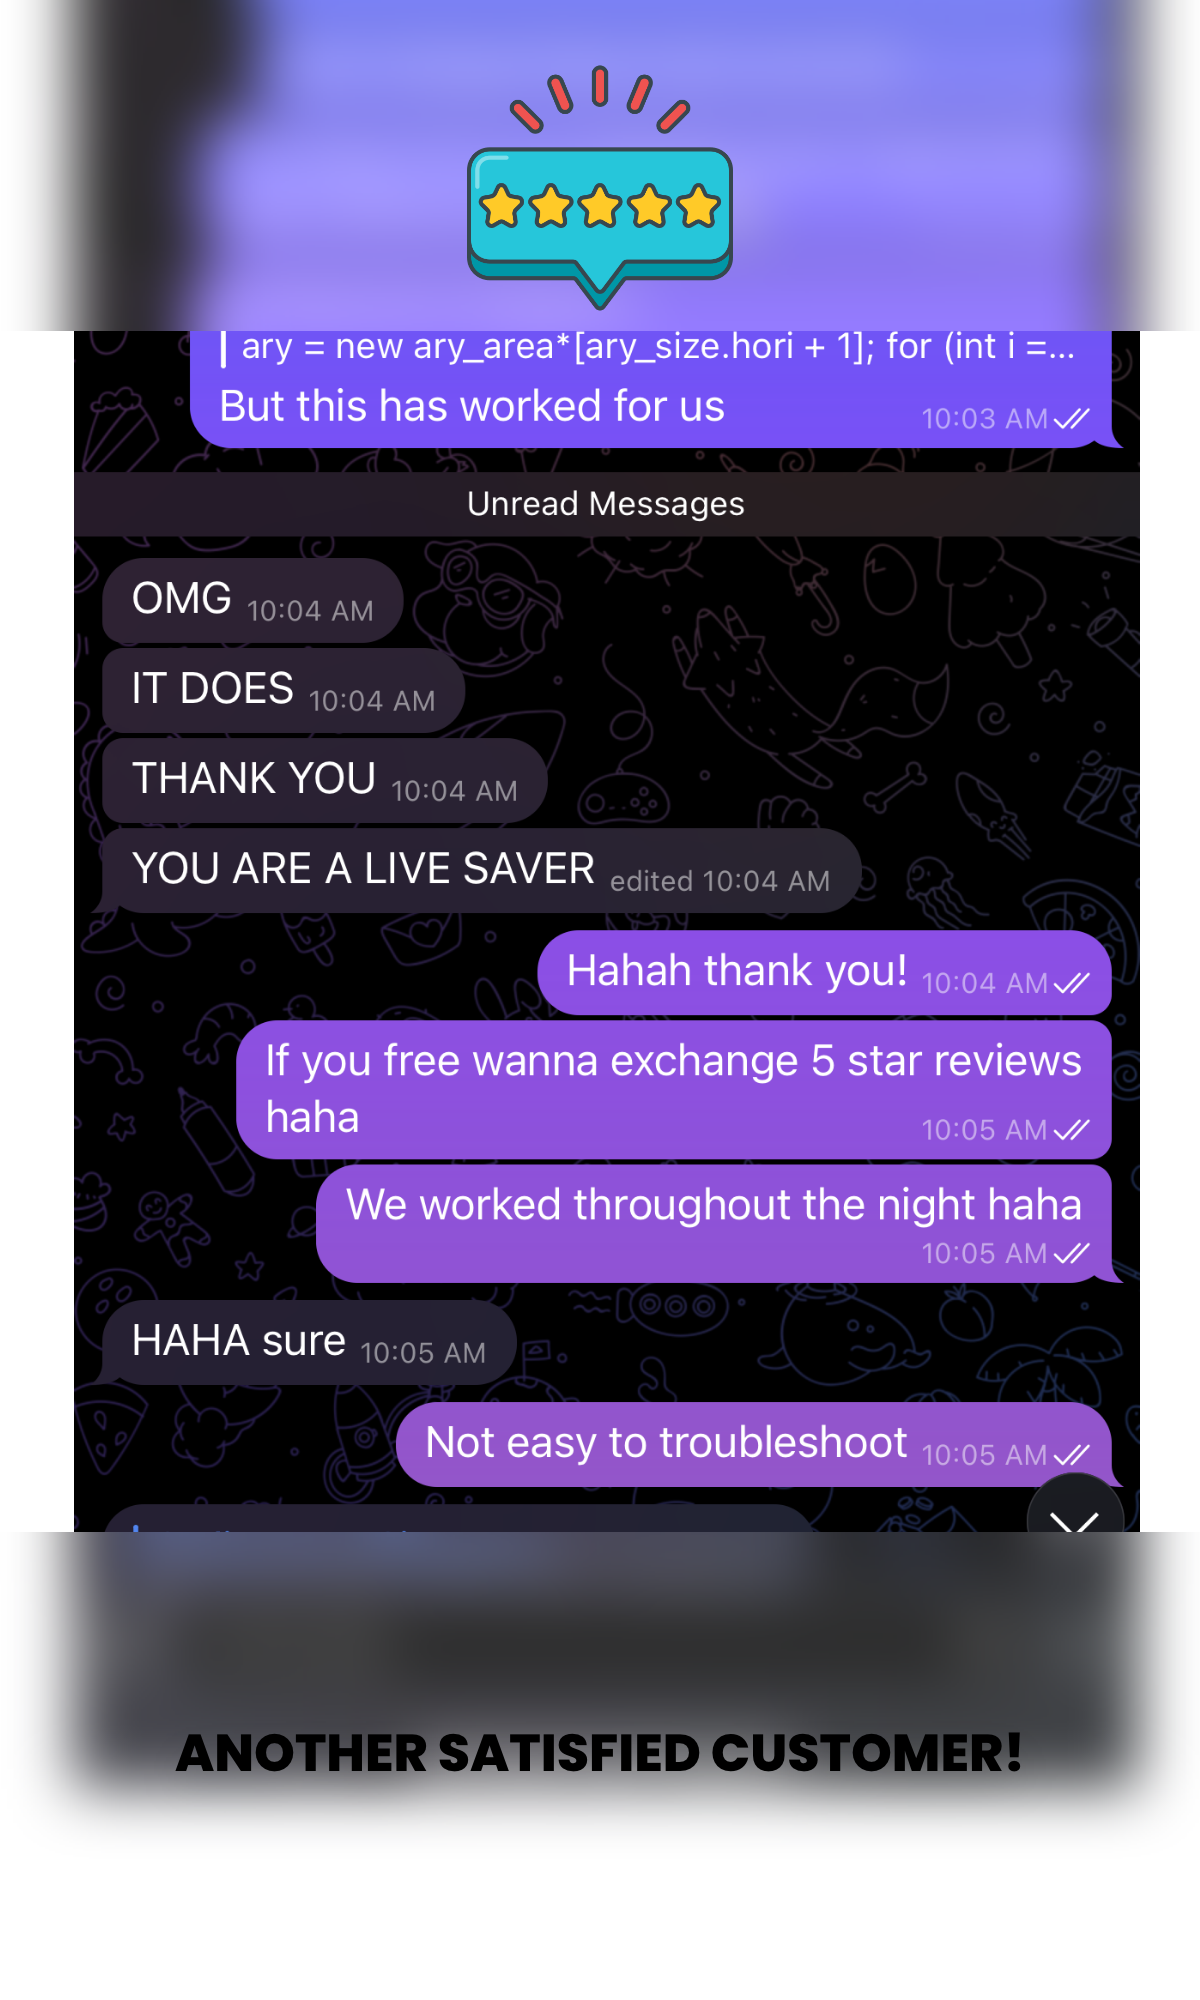 ary = new ary_area*[ary_size.hori + 1]; for (int i =...
But this has worked for us
10:03 AM
Unread Messages
OMG 10:04 AM
IT DOES 10:04 AM
THANK YOU 10:04 AM
YOU ARE A LIVE SAVER edited 10:04 AM
Hahah thank you! 10:04 AM
If you free wanna exchange 5 star reviews
haha 10:05 AM
We worked throughout the night haha
10:05 AM
HAHA sure 10:05 AM
Not easy to troubleshoot 10:05 AM
ANOTHER SATISFIED CUSTOMER!